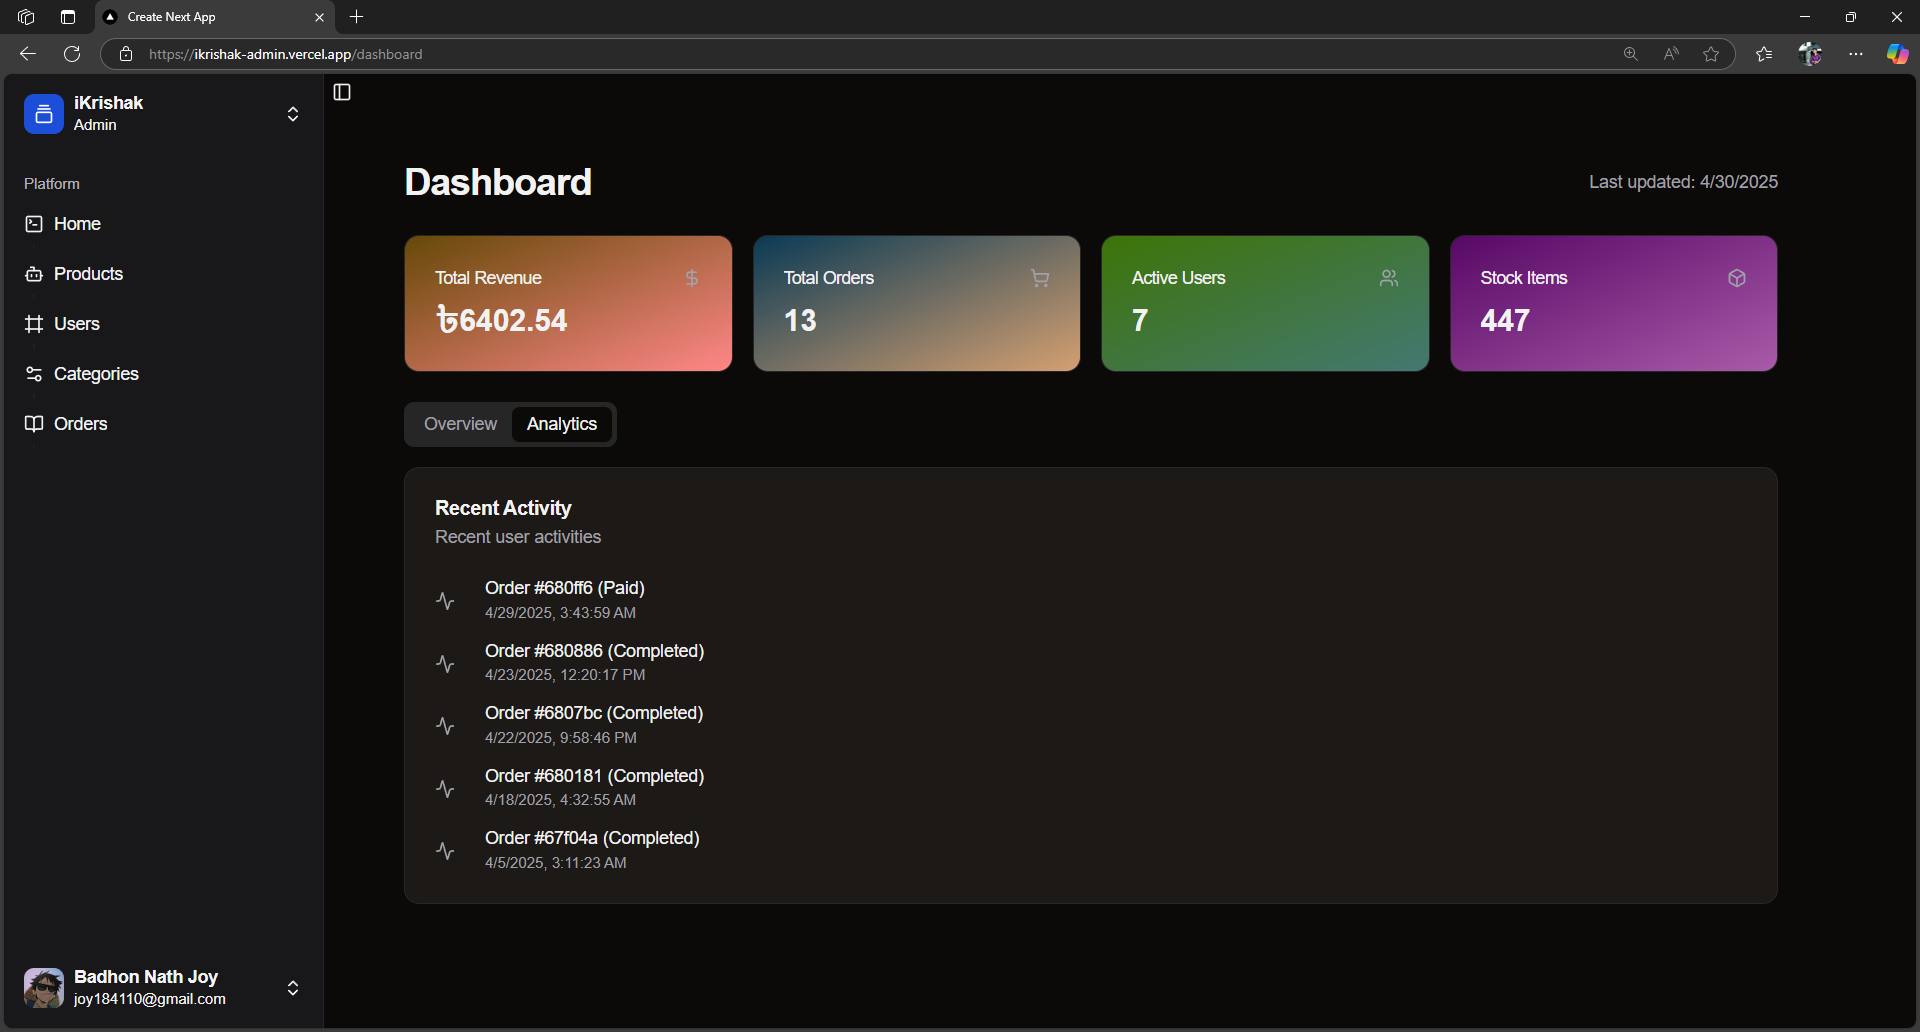 Create Next App
https://ikrishak-admin.vercel.app/dashboard
iKrishak
Admin
Platform
Home
Products
Users
Categories
Orders
Badhon Nath Joy
joy184110@gmail.com
Dashboard
Last updated: 4/30/2025
Total Revenue
৳6402.54
Total Orders
13
Active Users
7
Stock Items
447
Overview
Analytics
Recent Activity
Recent user activities
Order #680ff6 (Paid)
4/29/2025, 3:43:59 AM
Order #680886 (Completed)
4/23/2025, 12:20:17 PM
Order #6807bc (Completed)
4/22/2025, 9:58:46 PM
Order #680181 (Completed)
4/18/2025, 4:32:55 AM
Order #67f04a (Completed)
4/5/2025, 3:11:23 AM